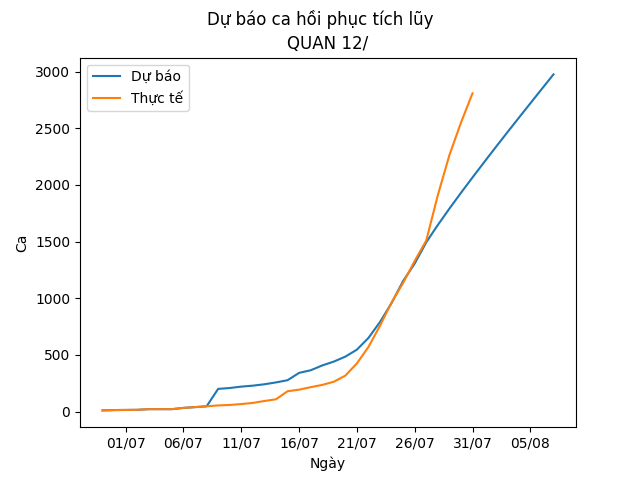 Dự báo ca hồi phục tích lũy
QUAN 12/
Dự báo
Thực tế
3000
2500
2000
1500
1000
500
0
Ca
01/07 06/07 11/07 16/07 21/07 26/07 31/07 05/08
Ngày